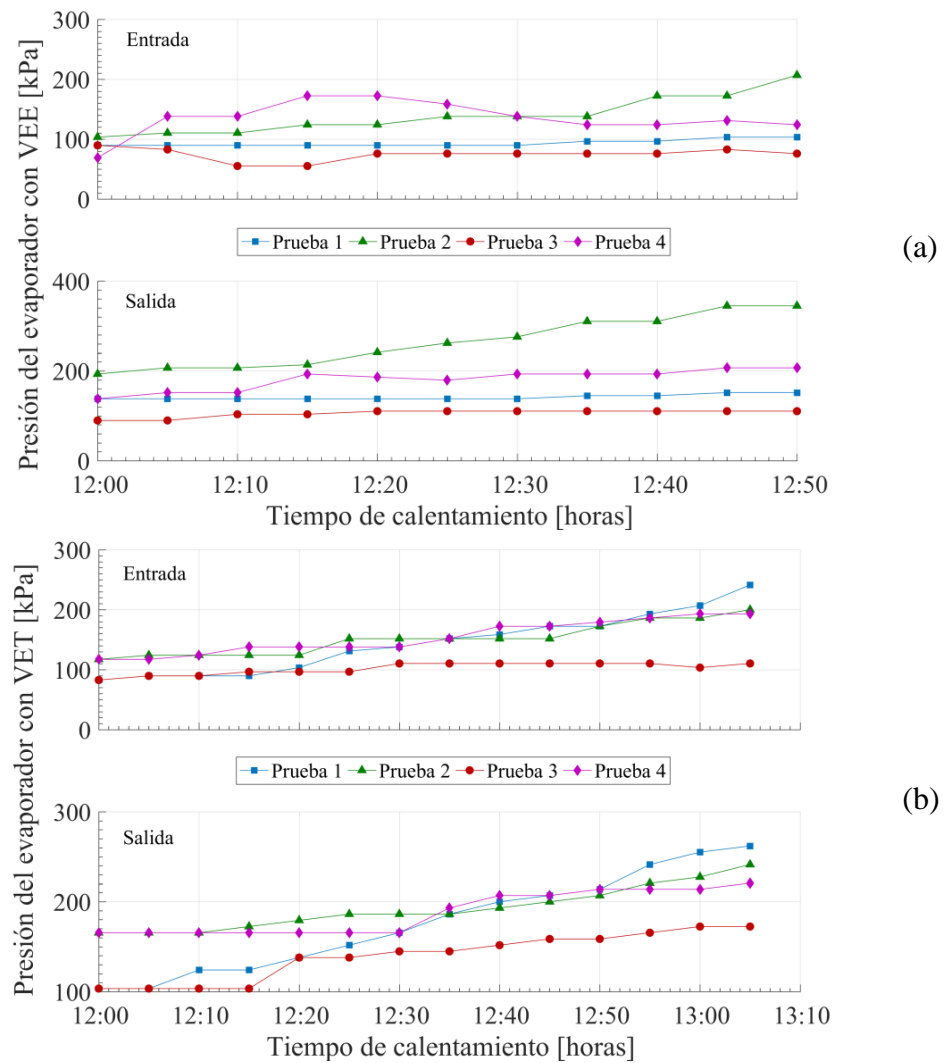 Presión del evaporador con VEE [kPa]
300
Entrada
200
100
0
Prueba 1 Prueba 2 Prueba 3 Prueba 4
(a)
400
Salida
200
0
12:00 12:10 12:20 12:30 12:40 12:50
Tiempo de calentamiento [horas]
Presión del evaporador con VET [kPa]
300
Entrada
200
100
0
Prueba 1 Prueba 2 Prueba 3 Prueba 4
(b)
300
Salida
200
100
12:00 12:10 12:20 12:30 12:40 12:50 13:00 13:10
Tiempo de calentamiento [horas]